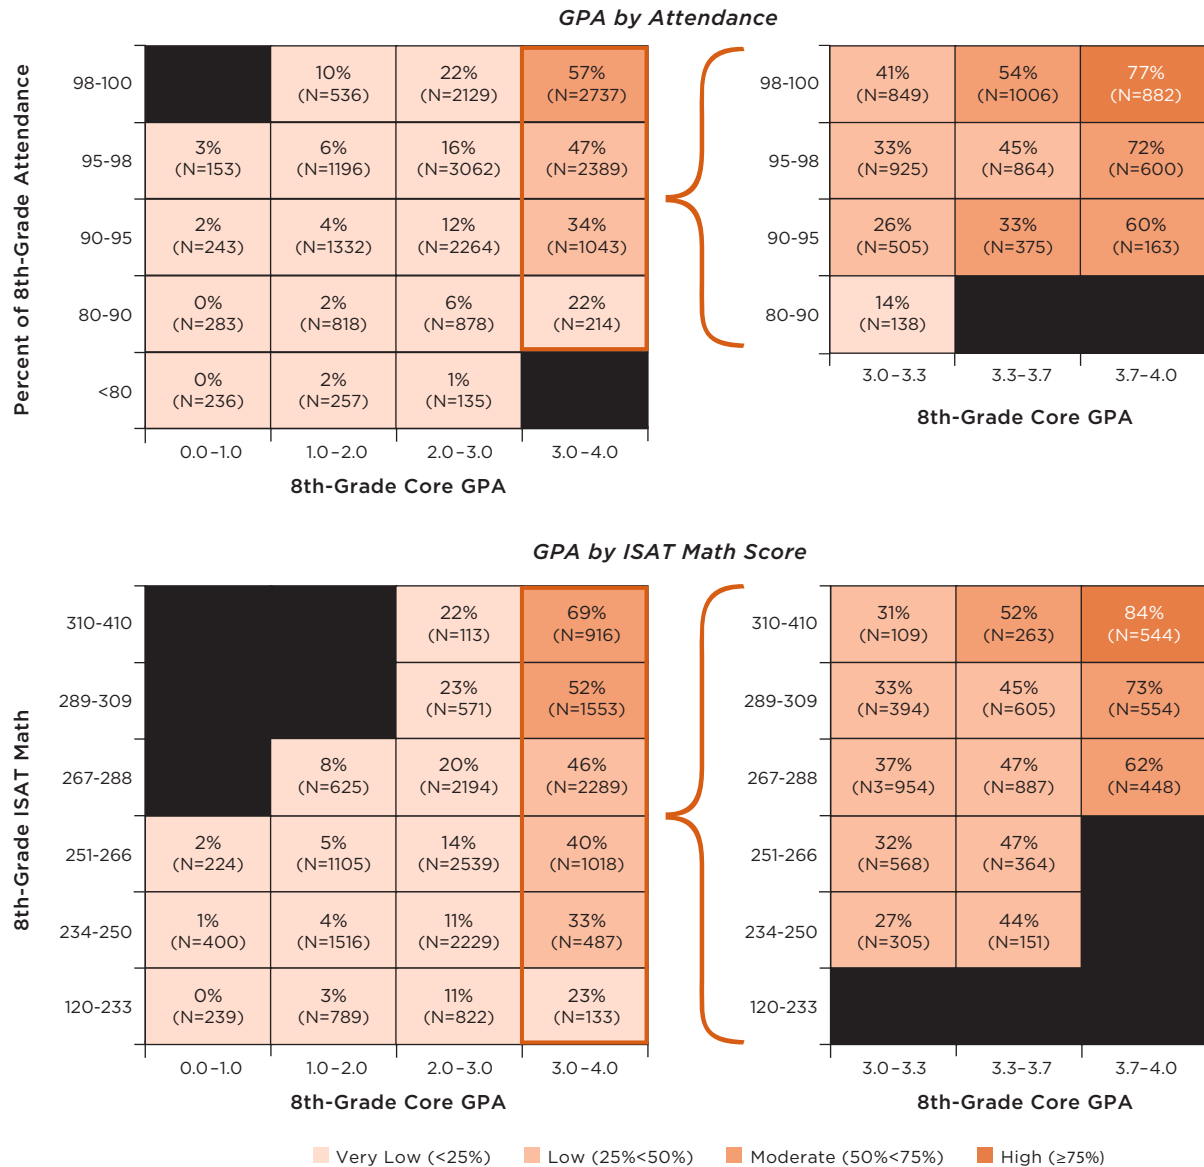 GPA by Attendance
Percent of 8th-Grade Attendance
98-100
10% 22% 57%
(N=536) (N=2129) (N=2737)
95-98
3% 6% 16% 47%
(N=153) (N=1196) (N=3062) (N=2389)
90-95
2% 4% 12% 34%
(N=243) (N=1332) (N=2264) (N=1043)
80-90
0% 2% 6% 22%
(N=283) (N=818) (N=878) (N=214)
<80
0% 2% 1%
(N=236) (N=257) (N=135)
0.0–1.0 1.0–2.0 2.0–3.0 3.0–4.0
8th-Grade Core GPA
98-100
41% 54% 77%
(N=849) (N=1006) (N=882)
95-98
33% 45% 72%
(N=925) (N=864) (N=600)
90-95
26% 33% 60%
(N=505) (N=375) (N=163)
80-90
14%
(N=138)
3.0–3.3 3.3–3.7 3.7–4.0
8th-Grade Core GPA
GPA by ISAT Math Score
8th-Grade ISAT Math
310-410
22% 69%
(N=113) (N=916)
289-309
23% 52%
(N=571) (N=1553)
267-288
8% 20% 46%
(N=625) (N=2194) (N=2289)
251-266
2% 5% 14% 40%
(N=224) (N=1105) (N=2539) (N=1018)
234-250
1% 4% 11% 33%
(N=400) (N=1516) (N=2229) (N=487)
120-233
0% 3% 11% 23%
(N=239) (N=789) (N=822) (N=133)
0.0–1.0 1.0–2.0 2.0–3.0 3.0–4.0
8th-Grade Core GPA
310-410
31% 52% 84%
(N=109) (N=263) (N=544)
289-309
33% 45% 73%
(N=394) (N=605) (N=554)
267-288
37% 47% 62%
(N3=954) (N=887) (N=448)
251-266
32% 47%
(N=568) (N=364)
234-250
27% 44%
(N=305) (N=151)
120-233
3.0–3.3 3.3–3.7 3.7–4.0
8th-Grade Core GPA
Very Low (<25%) Low (25%<50%) Moderate (50%<75%) High (≥75%)